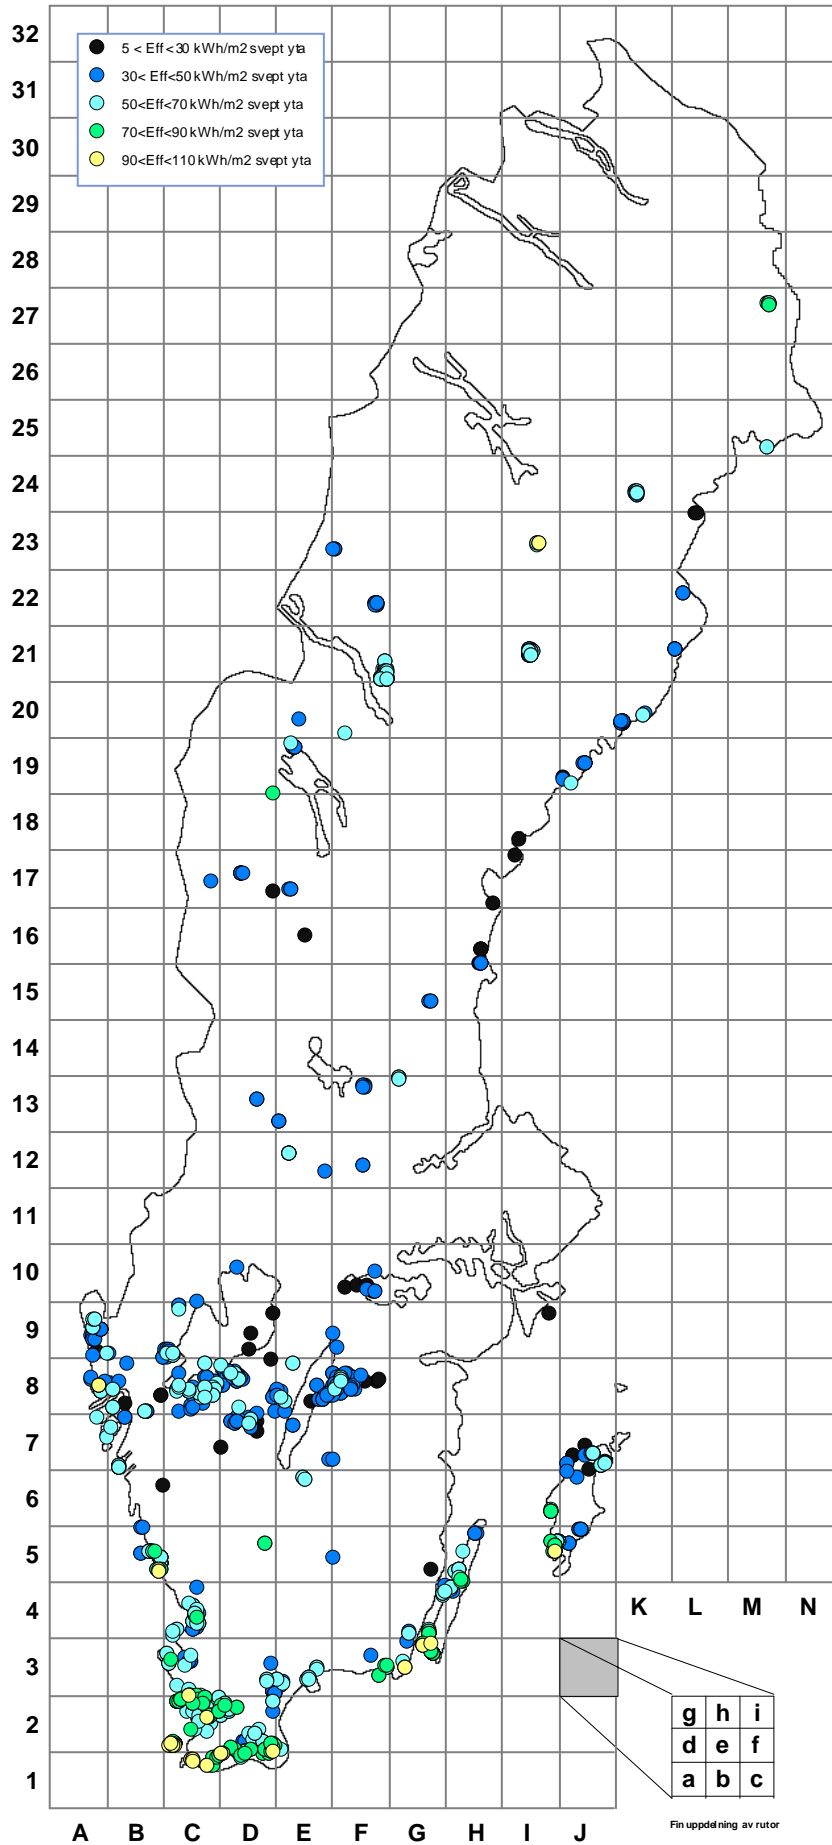 32
5 < Eff<30 kWh/m2 svept yta
30< Eff<50 kWh/m2 svept yta
31
50<Eff<70 kWh/m2 svept yta
70<Eff<90 kWh/m2 svept yta
30
90<Eff<110 kWh/m2 svept yta
29
28
27
26
25
24
23
22
21
20
19
18
17
16
15
14
13
12
11
10
9
8
7
6
5
4
K L M N
3
g h i
2
d e f
a b c
1
Fin uppdelning av rutor
A B C D E F G H I J